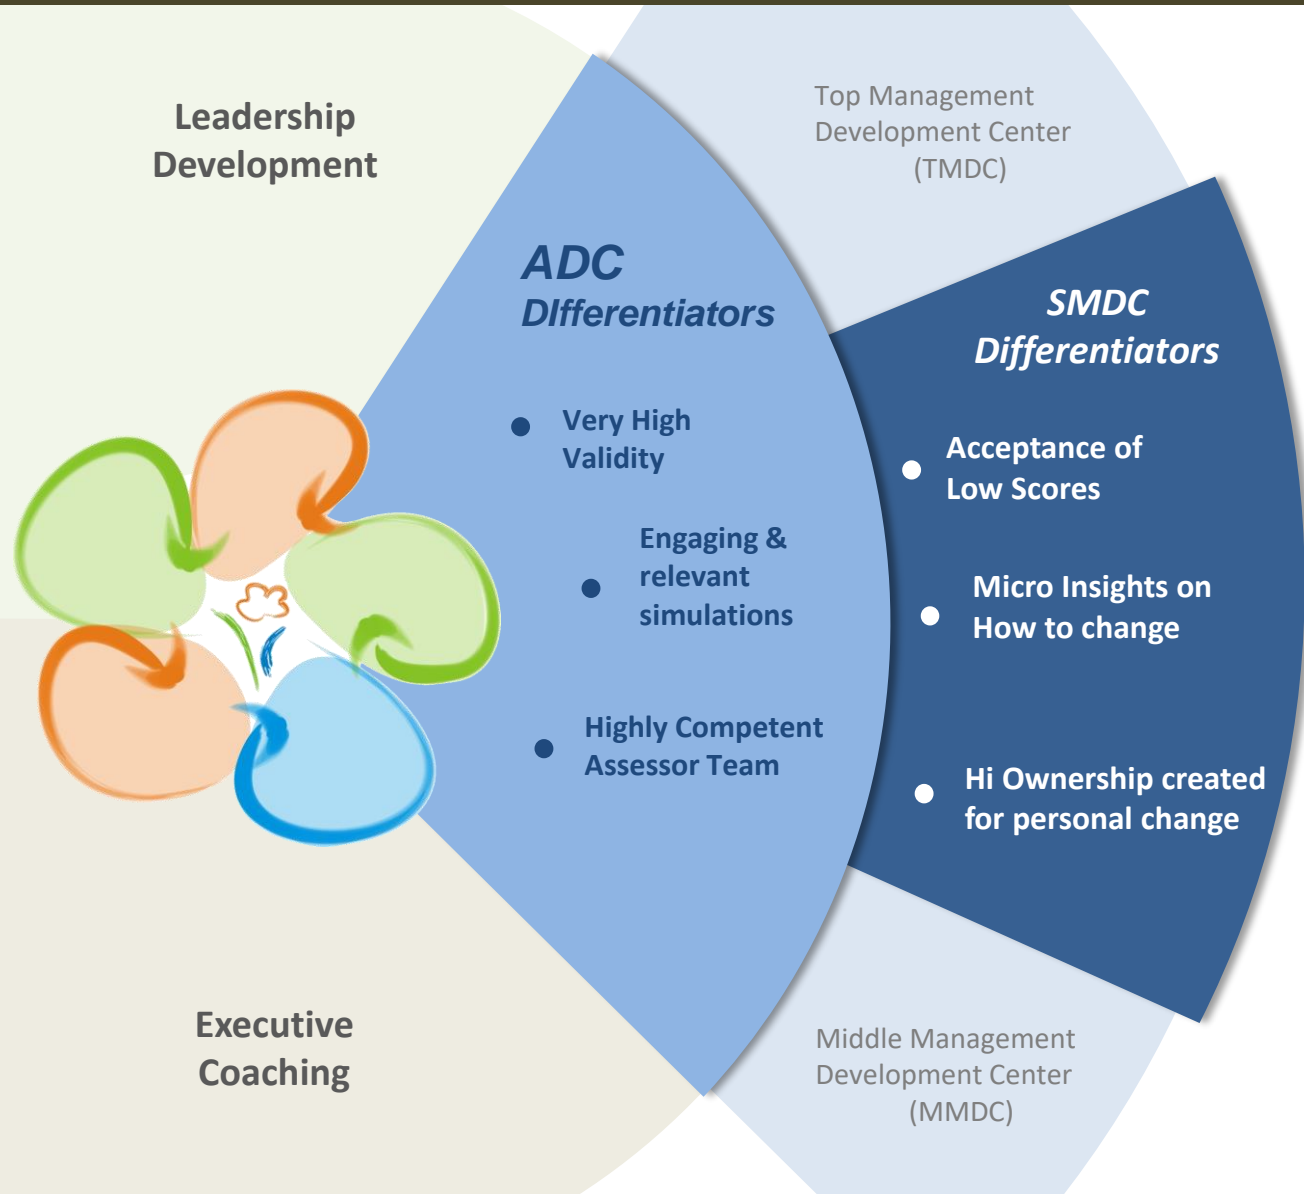 Leadership
Development
ADC
DIfferentiators
Very High
Validity
Engaging &
relevant
simulations
Highly Competent
Assessor Team
Executive
Coaching
Top Management
Development Center
(TMDC)
SMDC
Differentiators
Acceptance of
Low Scores
Micro Insights on
How to change
Hi Ownership created
for personal change
Middle Management
Development Center
(MMDC)